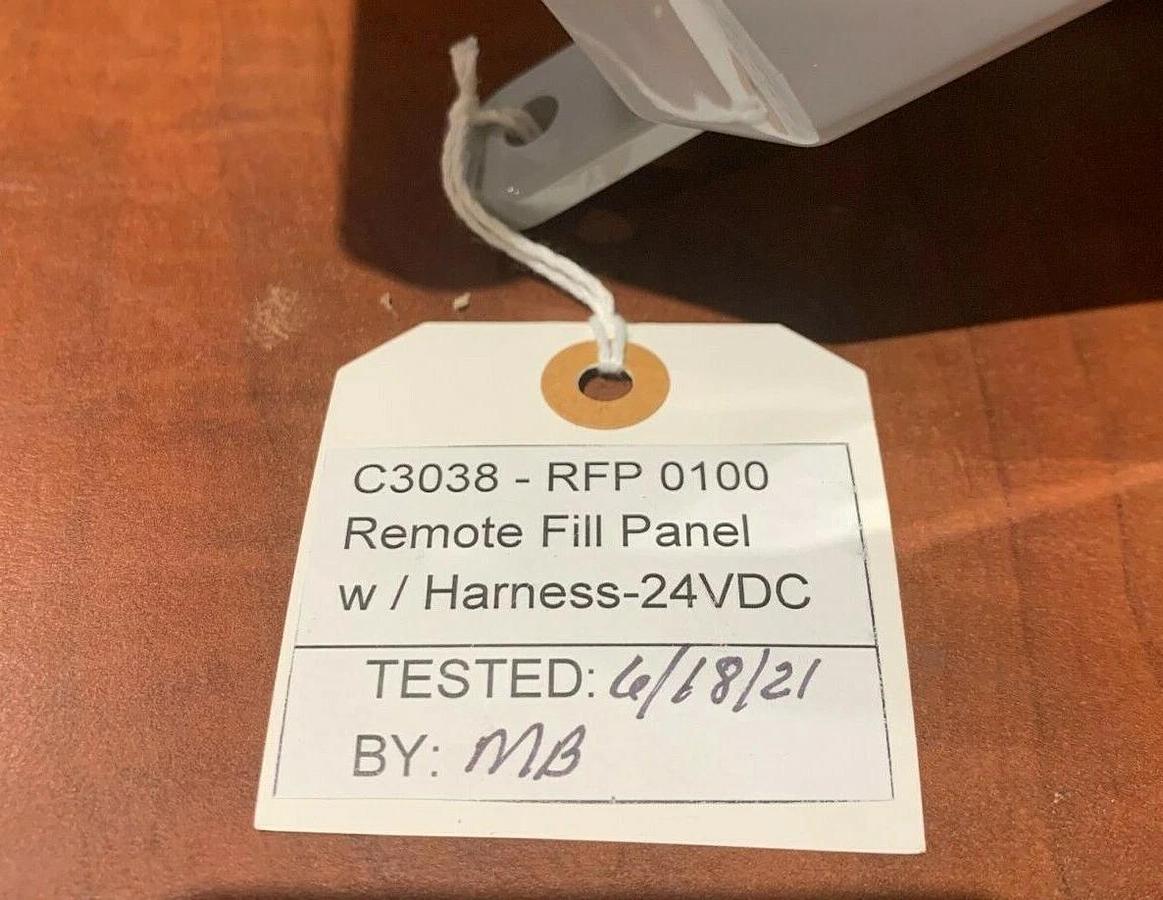 C3038 - RFP 0100
Remote Fill Panel
w / Harness-24VDC
TESTED: 6/18/21
BY: MB